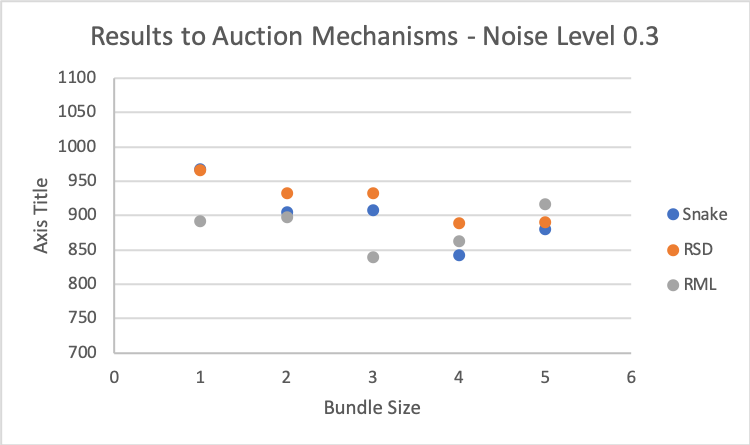 Results to Auction Mechanisms - Noise Level 0.3
1100
1050
1000
950
900
850
800
750
700
Axis Title
0 1 2 3 4 5 6
Bundle Size
Snake
RSD
RML